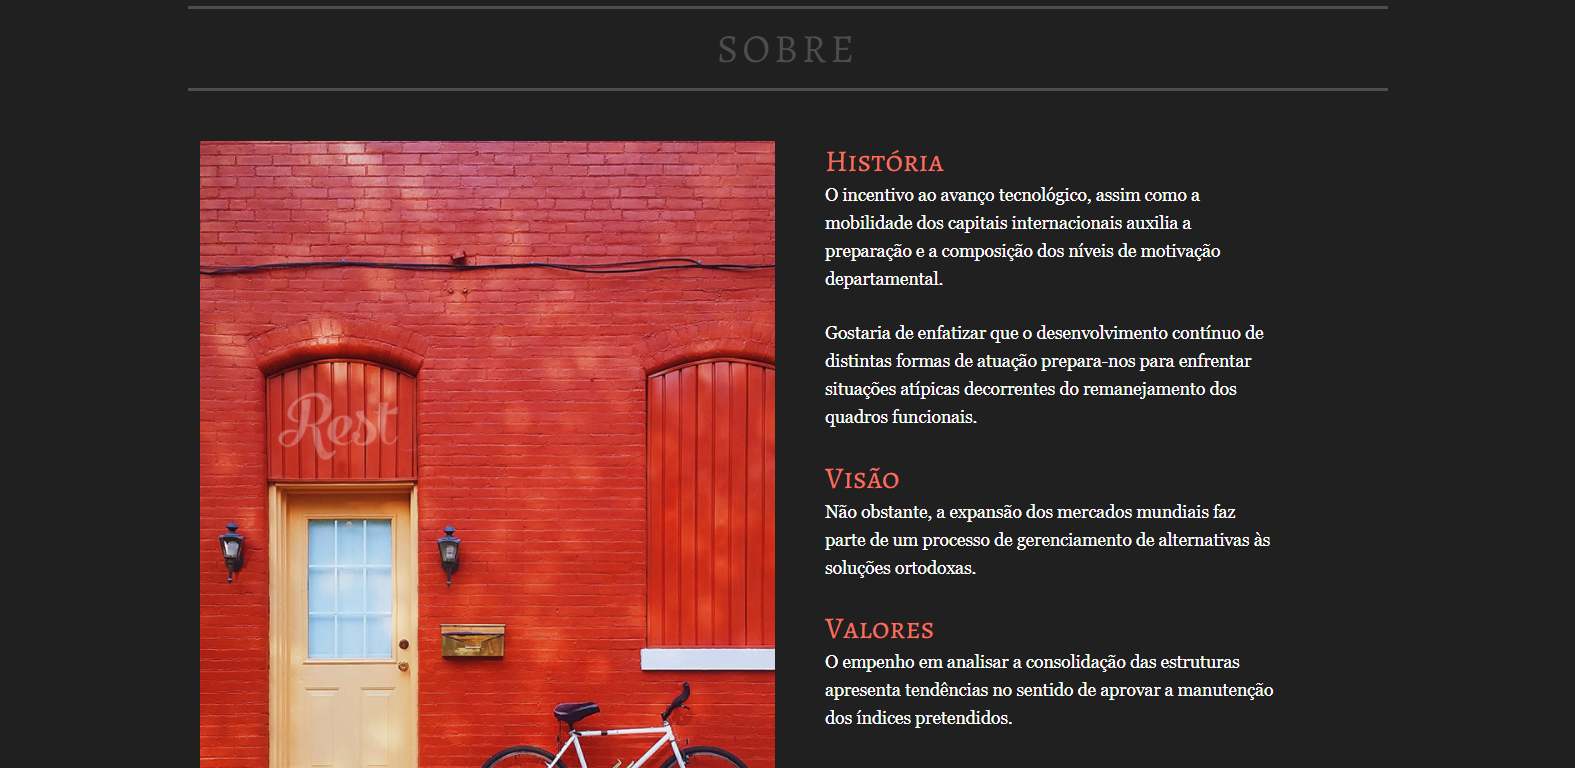 SOBRE
Rest
História
O incentivo ao avanço tecnológico, assim como a
mobilidade dos capitais internacionais auxilia a
preparação e a composição dos níveis de motivação
departamental.
Gostaria de enfatizar que o desenvolvimento contínuo de
distintas formas de atuação prepara-nos para enfrentar
situações atípicas decorrentes do remanejamento dos
quadros funcionais.
Visão
Não obstante, a expansão dos mercados mundiais faz
parte de um processo de gerenciamento de alternativas às
soluções ortodoxas.
Valores
O empenho em analisar a consolidação das estruturas
apresenta tendências no sentido de aprovar a manutenção
dos índices pretendidos.